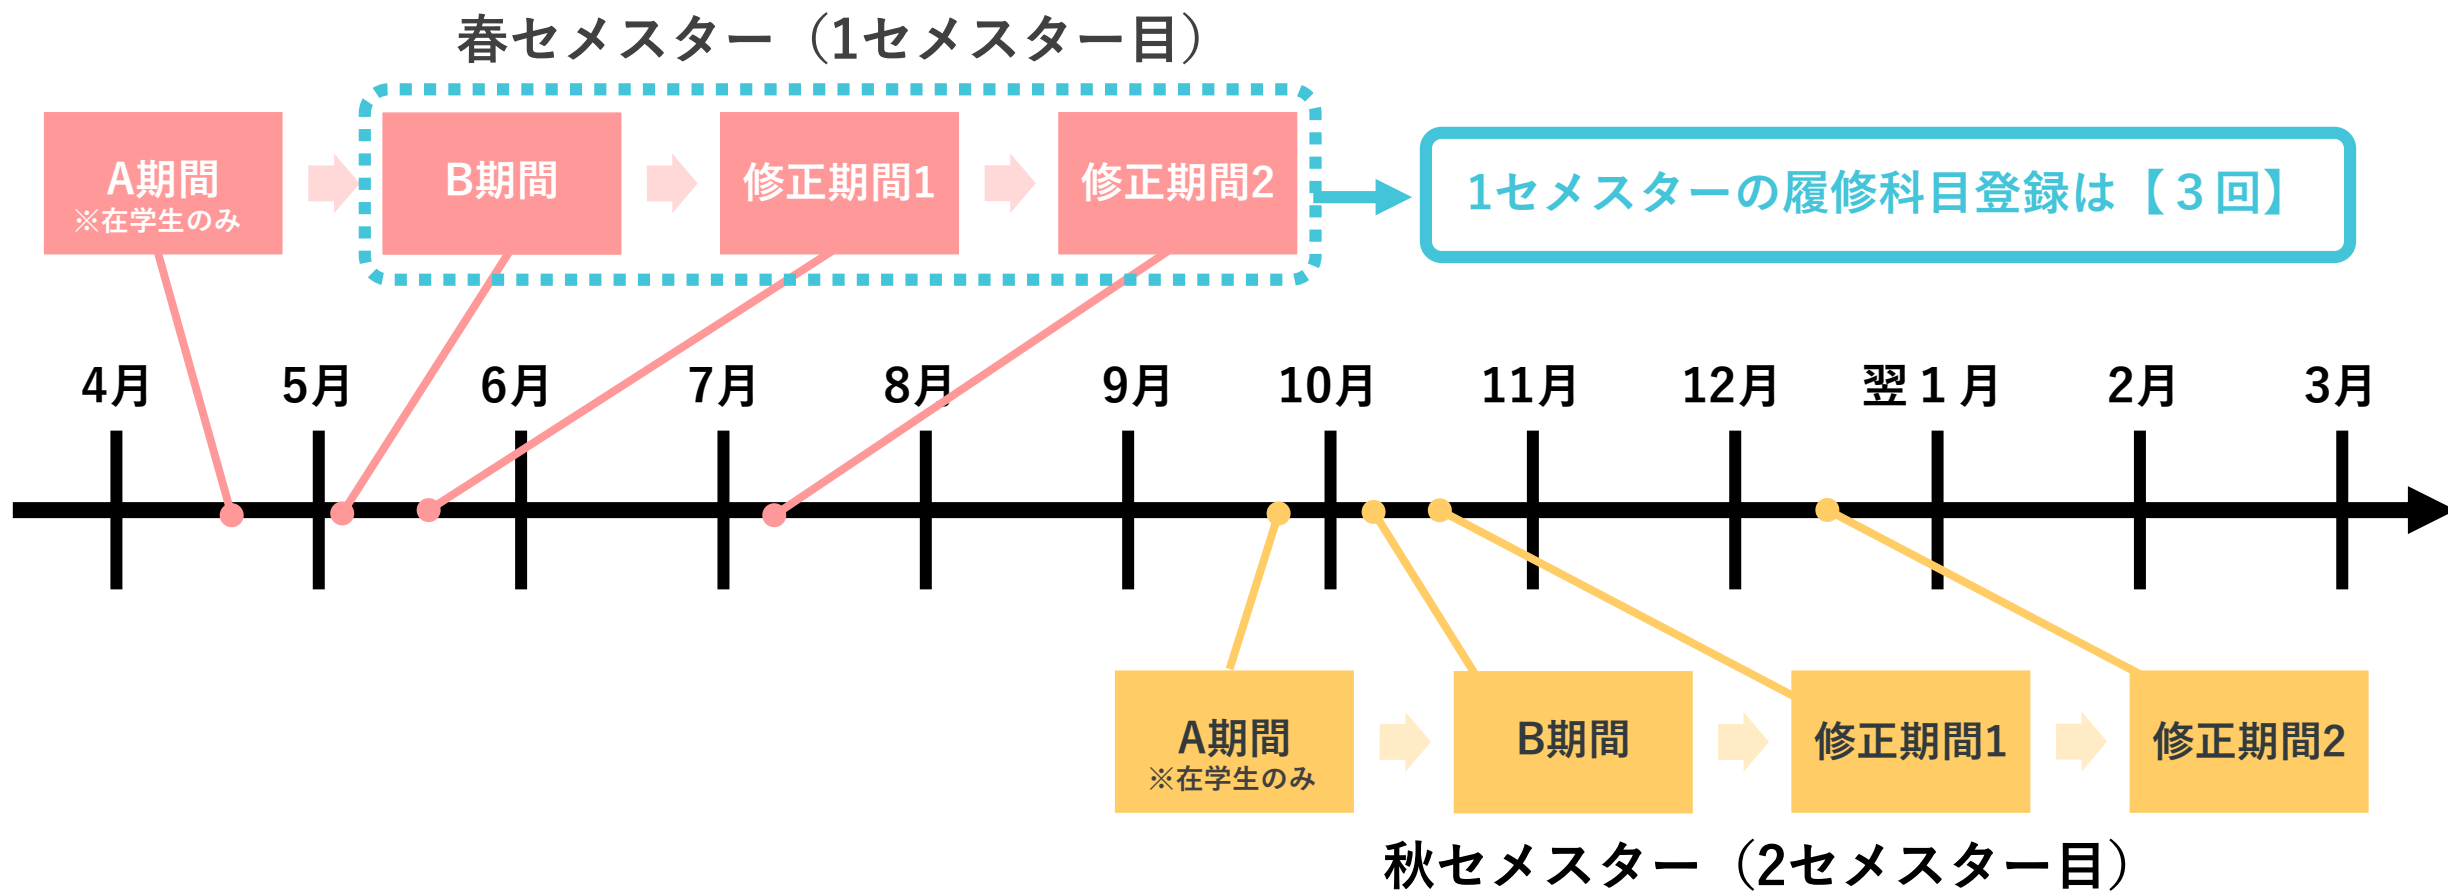 春セメスター（1セメスター目）
A期間
※在学生のみ
B期間
修正期間1
修正期間2
1セメスターの履修科目登録は【３回】
4月
5月
6月
7月
8月
9月
10月
11月
12月
翌１月
2月
3月
A期間
※在学生のみ
B期間
修正期間1
修正期間2
秋セメスター（2セメスター目）